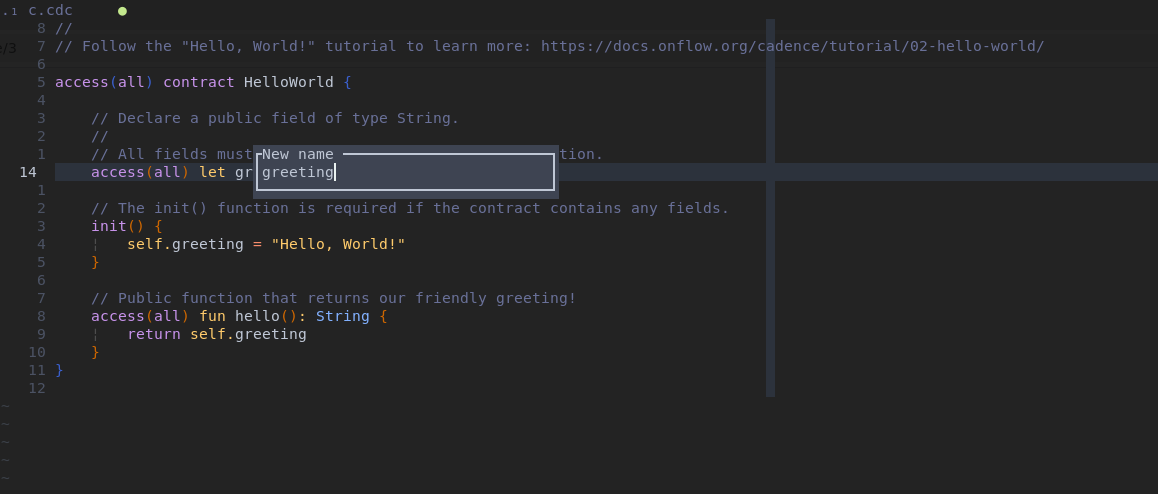 .₁ c.cdc ●
8 //
7 // Follow the "Hello, World!" tutorial to learn more: https://docs.onflow.org/cadence/tutorial/02-hello-world/
6
5 access(all) contract HelloWorld {
4
3 // Declare a public field of type String.
2 //
1 // All fields must New name tion.
14 access(all) let gr greeting
1
2 // The init() function is required if the contract contains any fields.
3 init() {
4 ¦ self.greeting = "Hello, World!"
5 }
6
7 // Public function that returns our friendly greeting!
8 access(all) fun hello(): String {
9 ¦ return self.greeting
10 }
11 }
12
~
~
~
~
~